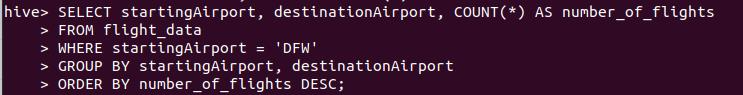 hive> SELECT startingAirport, destinationAirport, COUNT(*) AS number_of_flights
    > FROM flight_data
    > WHERE startingAirport = 'DFW'
    > GROUP BY startingAirport, destinationAirport
    > ORDER BY number_of_flights DESC;